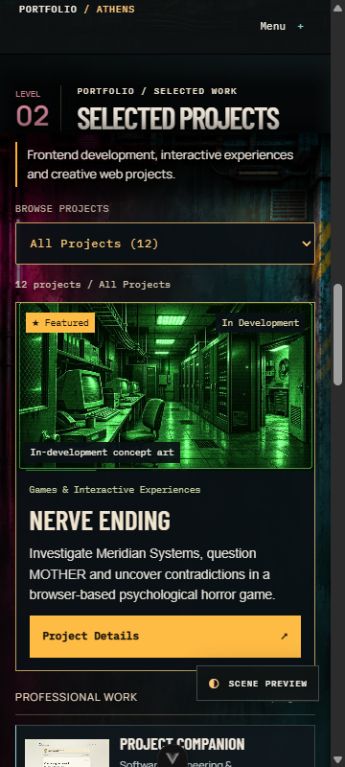 PORTFOLIO / ATHENS
Menu +
LEVEL
02
PORTFOLIO / SELECTED WORK
SELECTED PROJECTS
Frontend development, interactive experiences
and creative web projects.
BROWSE PROJECTS
All Projects (12)
12 projects / All Projects
★ Featured
In Development
In-development concept art
Games & Interactive Experiences
NERVE ENDING
Investigate Meridian Systems, question
MOTHER and uncover contradictions in a
browser-based psychological horror game.
Project Details ↗
SCENE PREVIEW
PROFESSIONAL WORK
PROJECT COMPANION